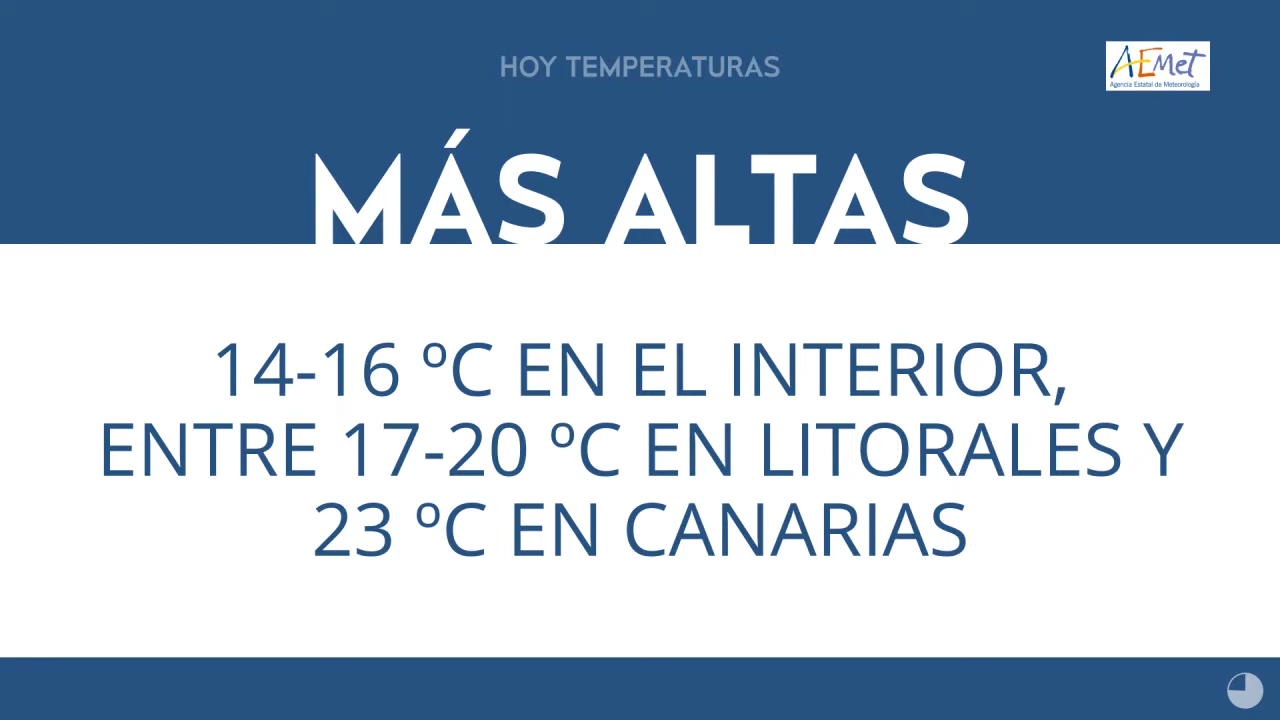 HOY TEMPERATURAS
AEMet
Agencia Estatal de Meteorología
MÁS ALTAS
14-16 ºC EN EL INTERIOR,
ENTRE 17-20 ºC EN LITORALES Y
23 ºC EN CANARIAS